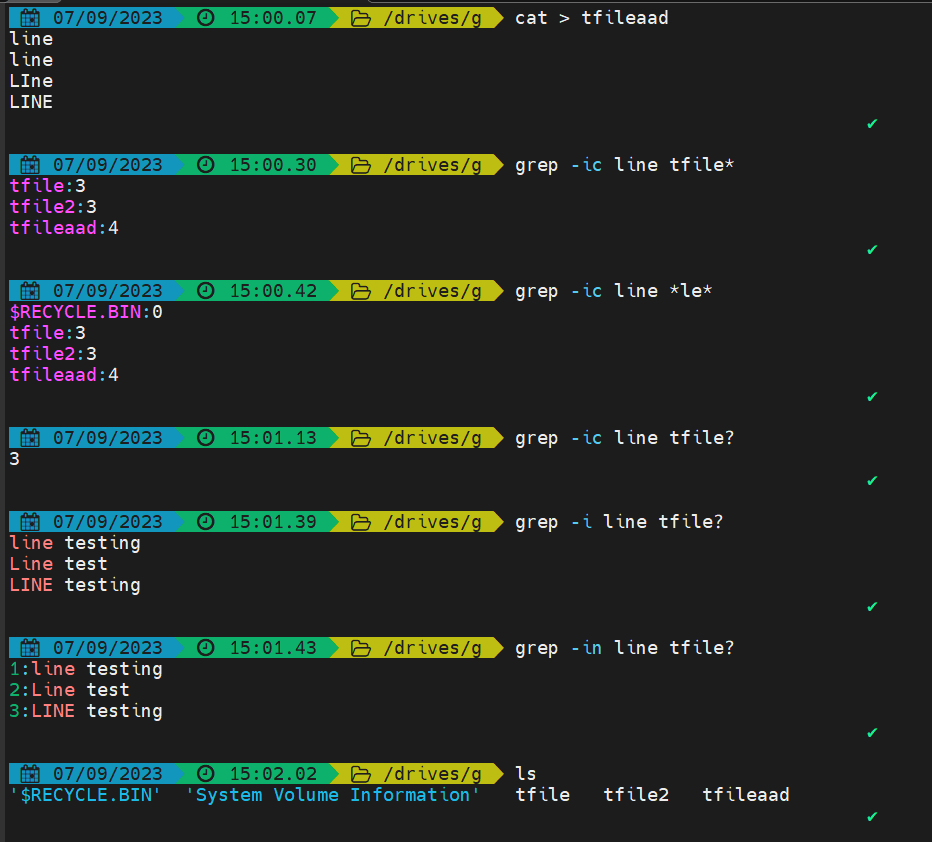 07/09/2023 15:00.07 /drives/g cat > tfileaad
line
line
LIne
LINE
✔
07/09/2023 15:00.30 /drives/g grep -ic line tfile*
tfile:3
tfile2:3
tfileaad:4
✔
07/09/2023 15:00.42 /drives/g grep -ic line *le*
$RECYCLE.BIN:0
tfile:3
tfile2:3
tfileaad:4
✔
07/09/2023 15:01.13 /drives/g grep -ic line tfile?
3
✔
07/09/2023 15:01.39 /drives/g grep -i line tfile?
line testing
Line test
LINE testing
✔
07/09/2023 15:01.43 /drives/g grep -in line tfile?
1:line testing
2:Line test
3:LINE testing
✔
07/09/2023 15:02.02 /drives/g ls
'$RECYCLE.BIN' 'System Volume Information' tfile tfile2 tfileaad
✔